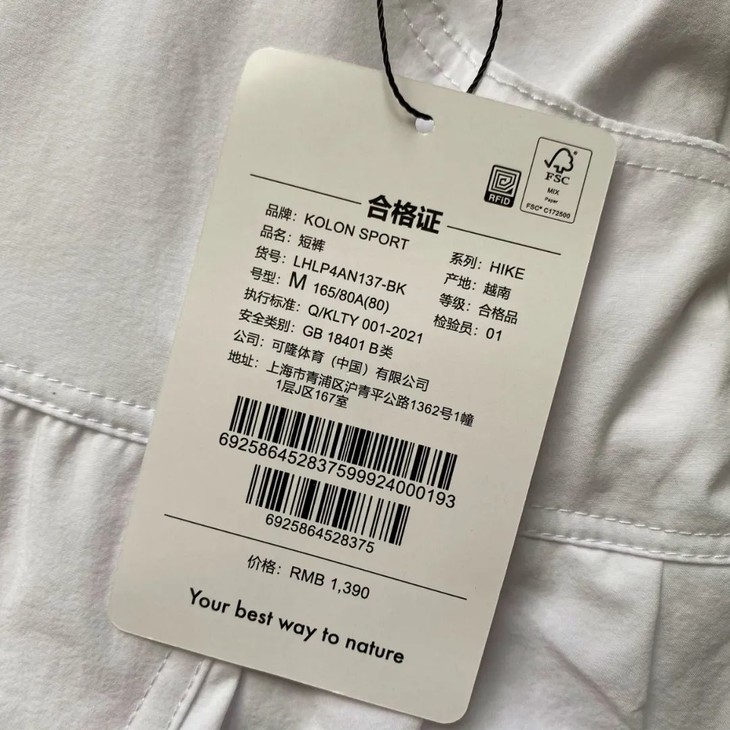 RFID
FSC
MIX
Paper
FSC® C172500
合格证
品牌：KOLON SPORT
系列：HIKE
品名：短裤
产地：越南
货号：LHLP4AN137-BK
等级：合格品
号型：M 165/80A(80)
检验员：01
执行标准：Q/KLTY 001-2021
安全类别：GB 18401 B类
公司：可隆体育（中国）有限公司
地址：上海市青浦区沪青平公路1362号1幢
1层J区167室
692586452837599924000193
6925864528375
价格：RMB 1,390
Your best way to nature